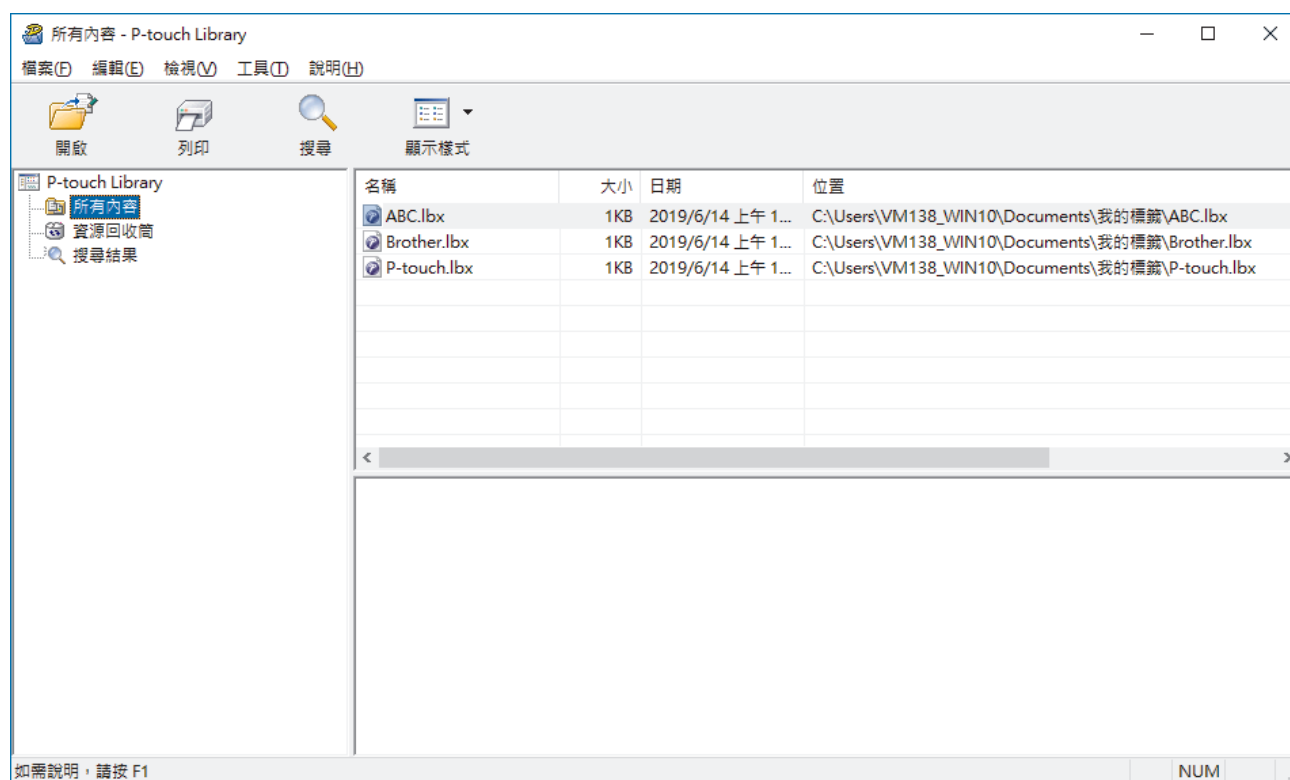 所有內容 - P-touch Library
檔案(F) 編輯(E) 檢視(V) 工具(T) 說明(H)
開啟 列印 搜尋 顯示樣式
P-touch Library
所有內容
資源回收筒
搜尋結果
名稱 大小 日期 位置
ABC.lbx 1KB 2019/6/14 上午 1... C:\Users\VM138_WIN10\Documents\我的標籤\ABC.lbx
Brother.lbx 1KB 2019/6/14 上午 1... C:\Users\VM138_WIN10\Documents\我的標籤\Brother.lbx
P-touch.lbx 1KB 2019/6/14 上午 1... C:\Users\VM138_WIN10\Documents\我的標籤\P-touch.lbx
如需說明，請按 F1 NUM